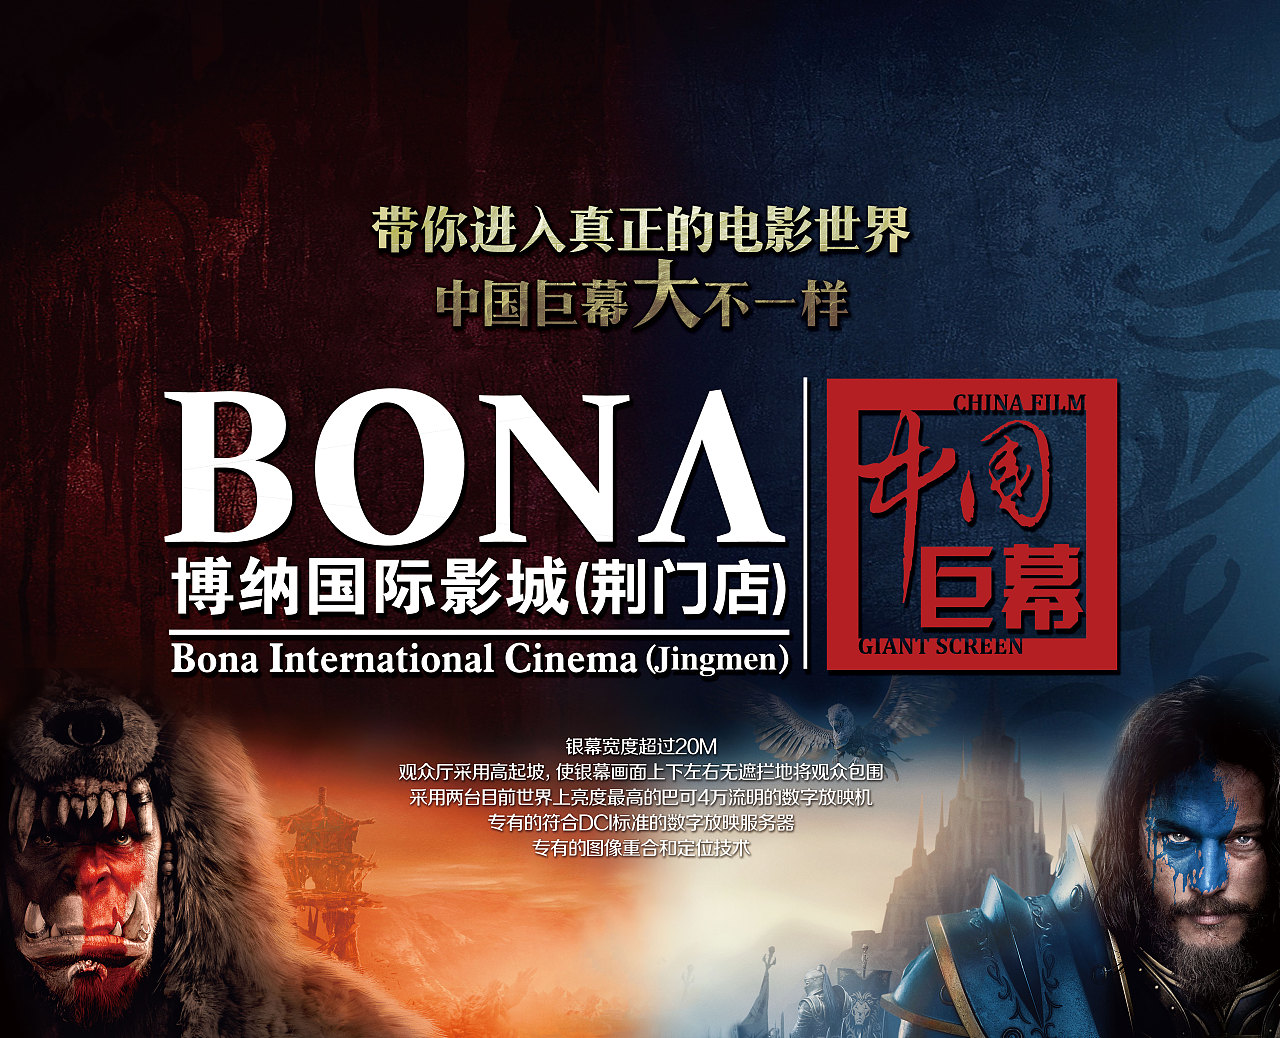 带你进入真正的电影世界
中国巨幕大不一样
BONA
博纳国际影城(荆门店)
Bona International Cinema (Jingmen)
CHINA FILM
中国
巨幕
GIANT SCREEN
银幕宽度超过20M
观众厅采用高起坡, 使银幕画面上下左右无遮拦地将观众包围
采用两台目前世界上亮度最高的巴可4万流明的数字放映机
专有的符合DCI标准的数字放映服务器
专有的图像重合和定位技术